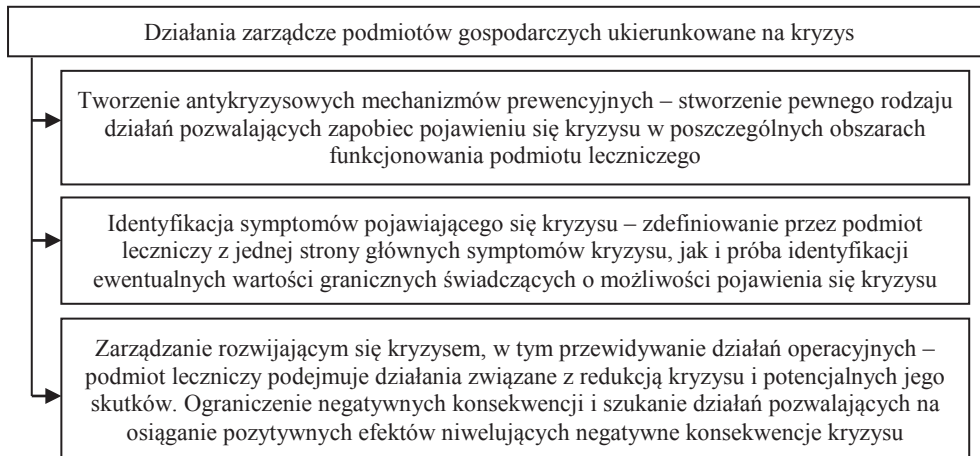 Działania zarządcze podmiotów gospodarczych ukierunkowane na kryzys
Tworzenie antykryzysowych mechanizmów prewencyjnych – stworzenie pewnego rodzaju
działań pozwalających zapobiec pojawieniu się kryzysu w poszczególnych obszarach
funkcjonowania podmiotu leczniczego
Identyfikacja symptomów pojawiającego się kryzysu – zdefiniowanie przez podmiot
leczniczy z jednej strony głównych symptomów kryzysu, jak i próba identyfikacji
ewentualnych wartości granicznych świadczących o możliwości pojawienia się kryzysu
Zarządzanie rozwijającym się kryzysem, w tym przewidywanie działań operacyjnych –
podmiot leczniczy podejmuje działania związane z redukcją kryzysu i potencjalnych jego
skutków. Ograniczenie negatywnych konsekwencji i szukanie działań pozwalających na
osiąganie pozytywnych efektów niwelujących negatywne konsekwencje kryzysu